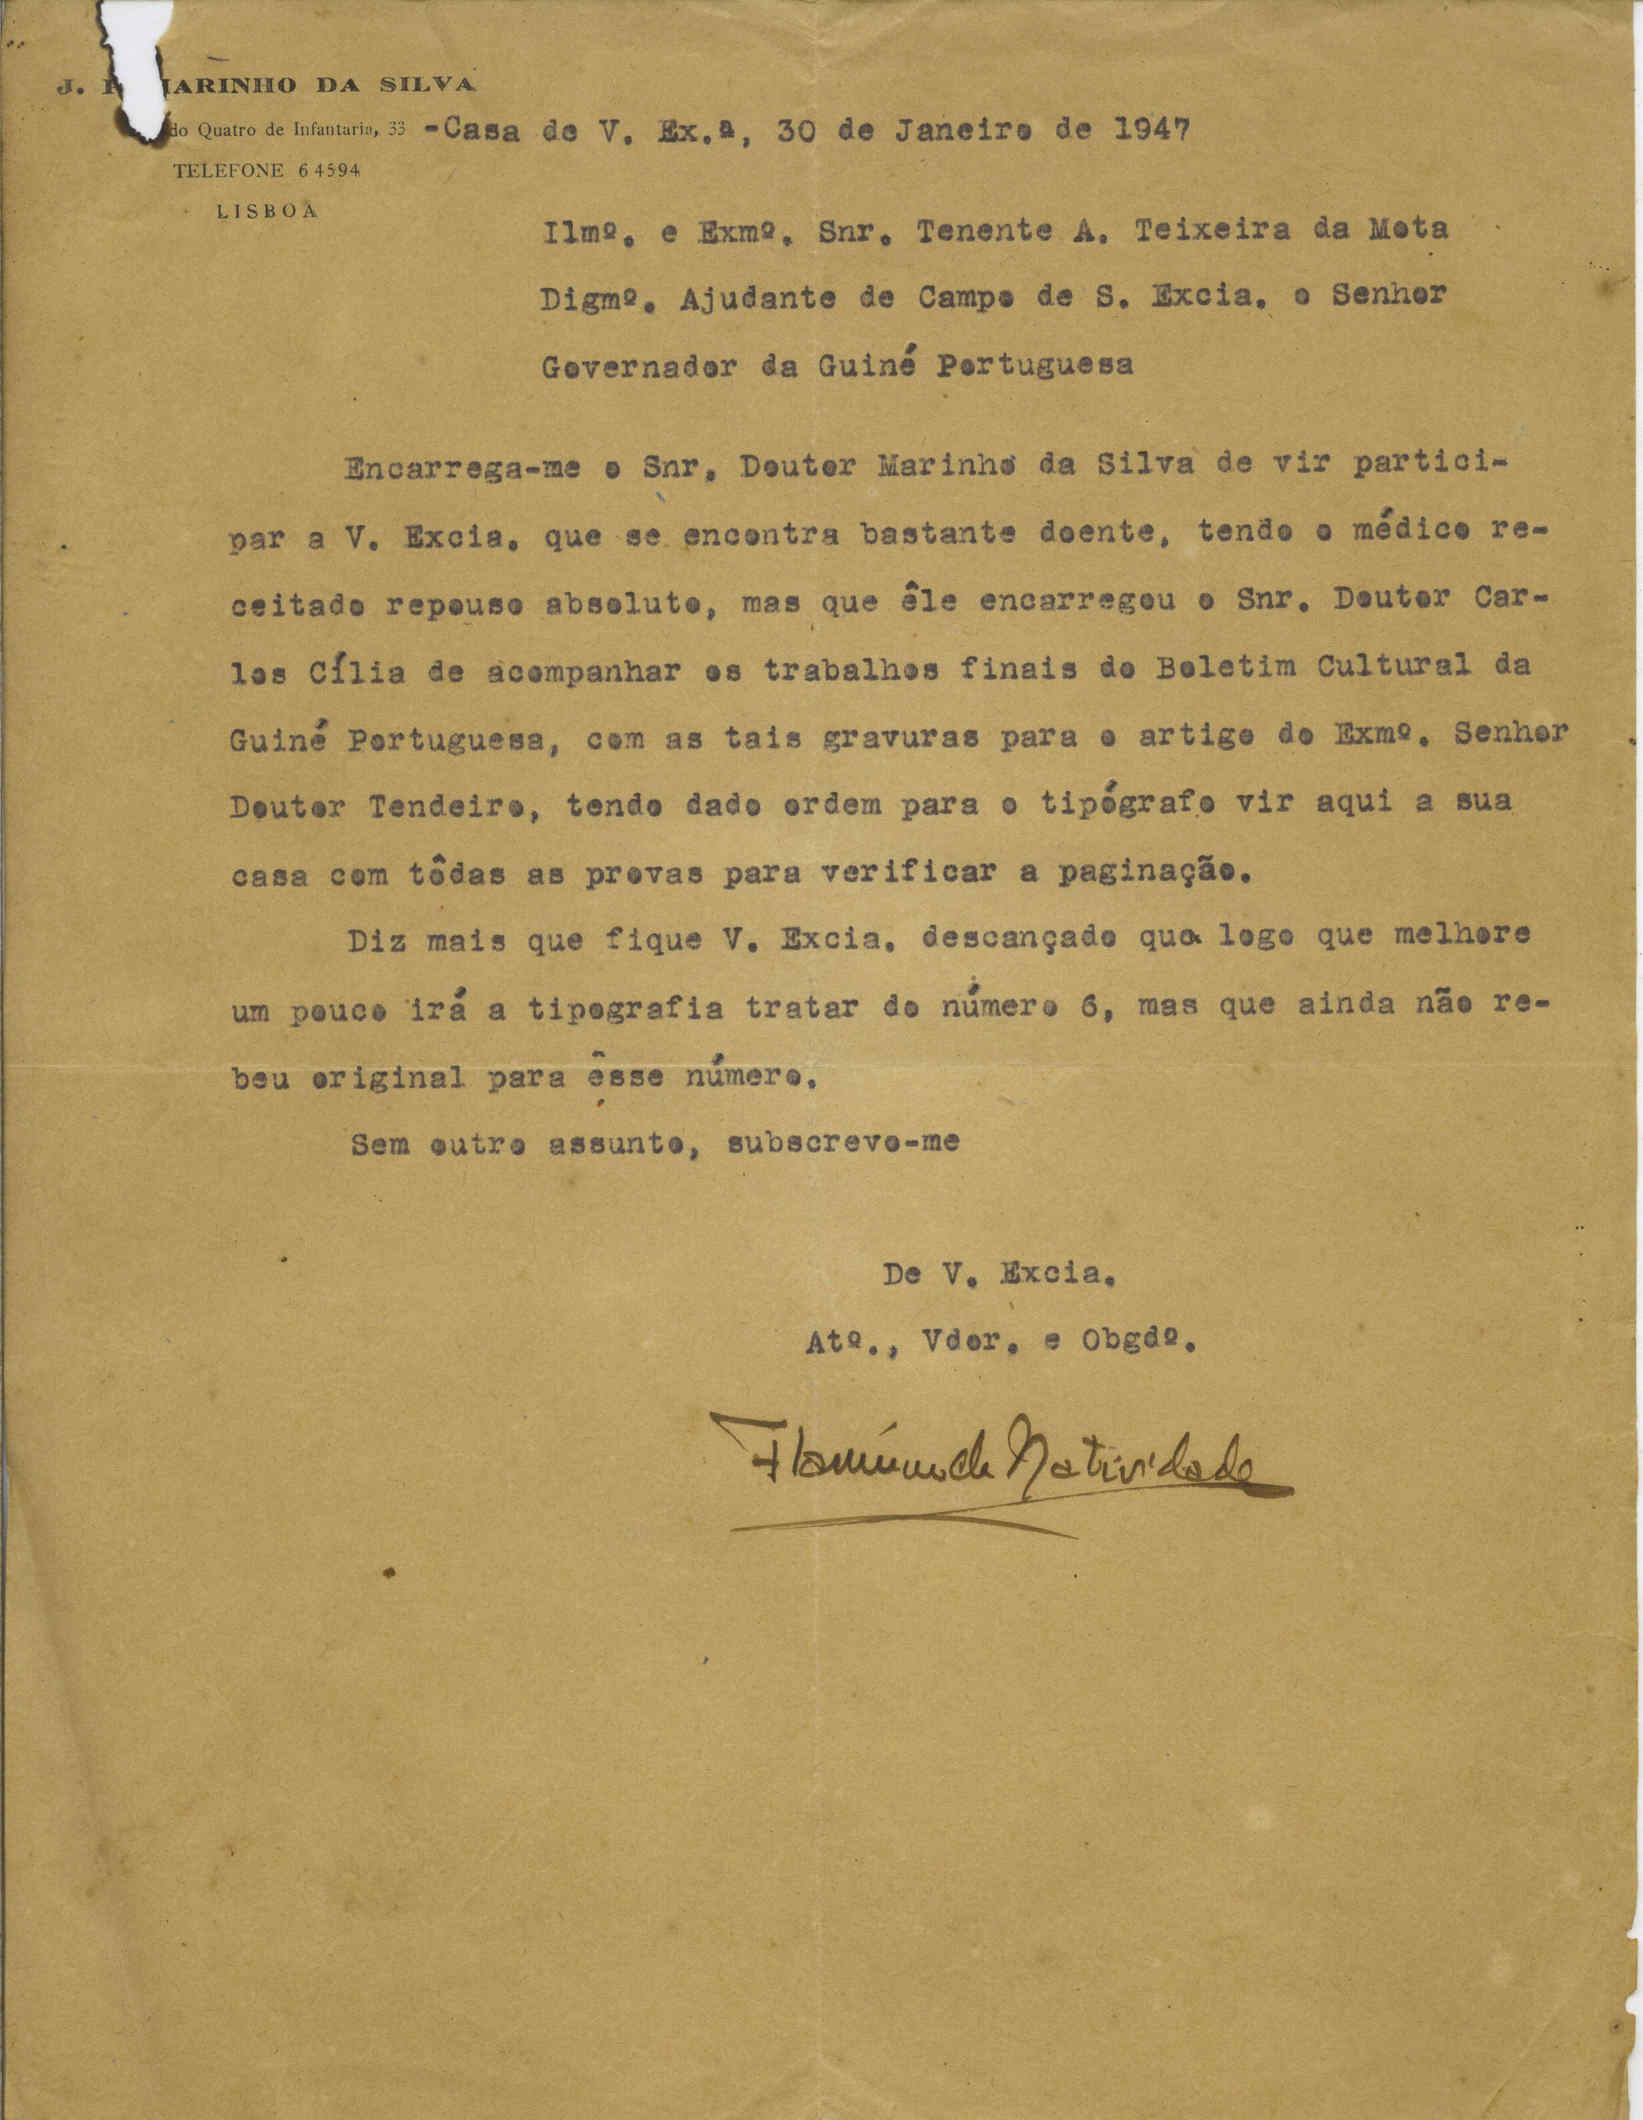 J. MARINHO DA SILVA
do Quatro de Infantaria, 33 -Casa de V. Ex.ª, 30 de Janeiro de 1947
TELEFONE 6 4594
LISBOA
Ilmº. e Exmº. Snr. Tenente A. Teixeira da Mota
Digmº. Ajudante de Campo de S. Excia. o Senhor
Governador da Guiné Portuguesa
Encarrega-me o Snr. Doutor Marinho da Silva de vir partici-
par a V. Excia. que se encontra bastante doente, tendo o médico re-
ceitado repouso absoluto, mas que êle encarregou o Snr. Doutor Car-
los Cília de acompanhar os trabalhos finais do Boletim Cultural da
Guiné Portuguesa, com as tais gravuras para o artigo do Exmº. Senhor
Doutor Tendeiro, tendo dado ordem para o tipógrafo vir aqui a sua
casa com tôdas as provas para verificar a paginação.
Diz mais que fique V. Excia. descançado que logo que melhore
um pouco irá a tipografia tratar do número 6, mas que ainda não re-
beu original para êsse número.
Sem outro assunto, subscrevo-me
De V. Excia.
Atº., Vdor. e Obgdº.
Natividade